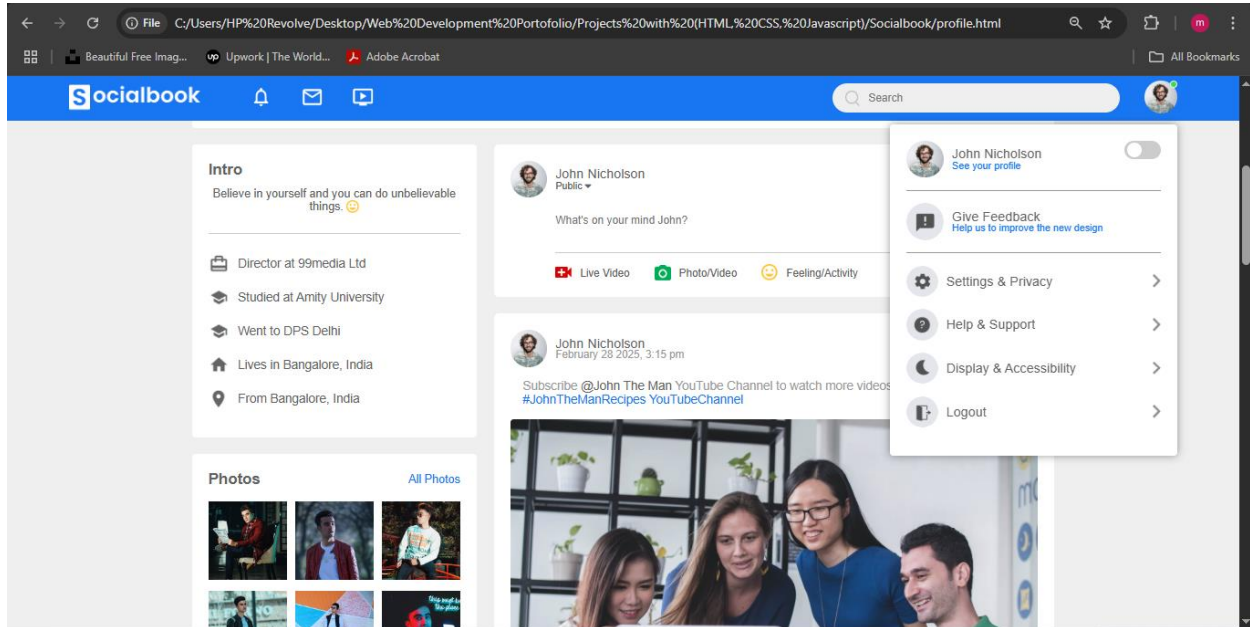 File C:/Users/HP%20Revolve/Desktop/Web%20Development%20Portofolio/Projects%20with%20(HTML,%20CSS,%20Javascript)/Socialbook/profile.html
m
Beautiful Free Imag...
Upwork | The World...
Adobe Acrobat
All Bookmarks
Socialbook
Search
Intro
Believe in yourself and you can do unbelievable
things.
Director at 99media Ltd
Studied at Amity University
Went to DPS Delhi
Lives in Bangalore, India
From Bangalore, India
Photos
All Photos
John Nicholson
Public
What's on your mind John?
Live Video
Photo/Video
Feeling/Activity
John Nicholson
February 28 2025, 3:15 pm
Subscribe @John The Man YouTube Channel to watch more videos
#JohnTheManRecipes YouTubeChannel
John Nicholson
See your profile
Give Feedback
Help us to improve the new design
Settings & Privacy
Help & Support
Display & Accessibility
Logout